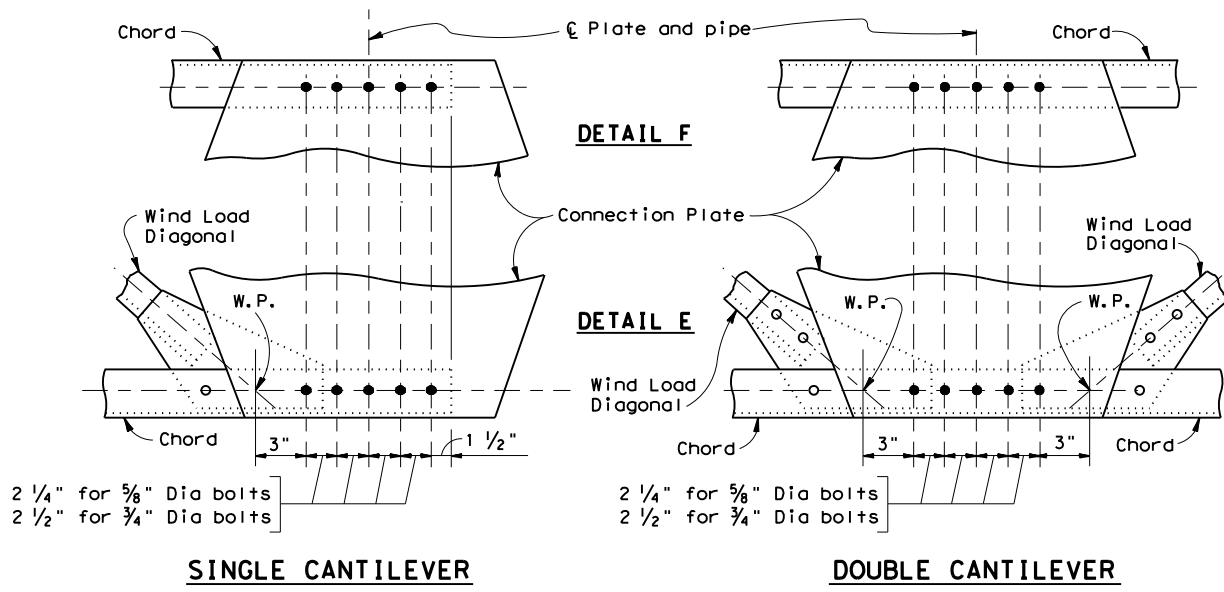 Chord
℄ Plate and pipe
Chord
DETAIL F
Wind Load
Diagonal
Connection Plate
Wind Load
Diagonal
W.P.
W.P.
W.P.
DETAIL E
Wind Load
Diagonal
Chord
3"
1 ½"
Chord
3"
3"
Chord
2 ¼" for ⅝" Dia bolts
2 ½" for ¾" Dia bolts
2 ¼" for ⅝" Dia bolts
2 ½" for ¾" Dia bolts
SINGLE CANTILEVER
DOUBLE CANTILEVER